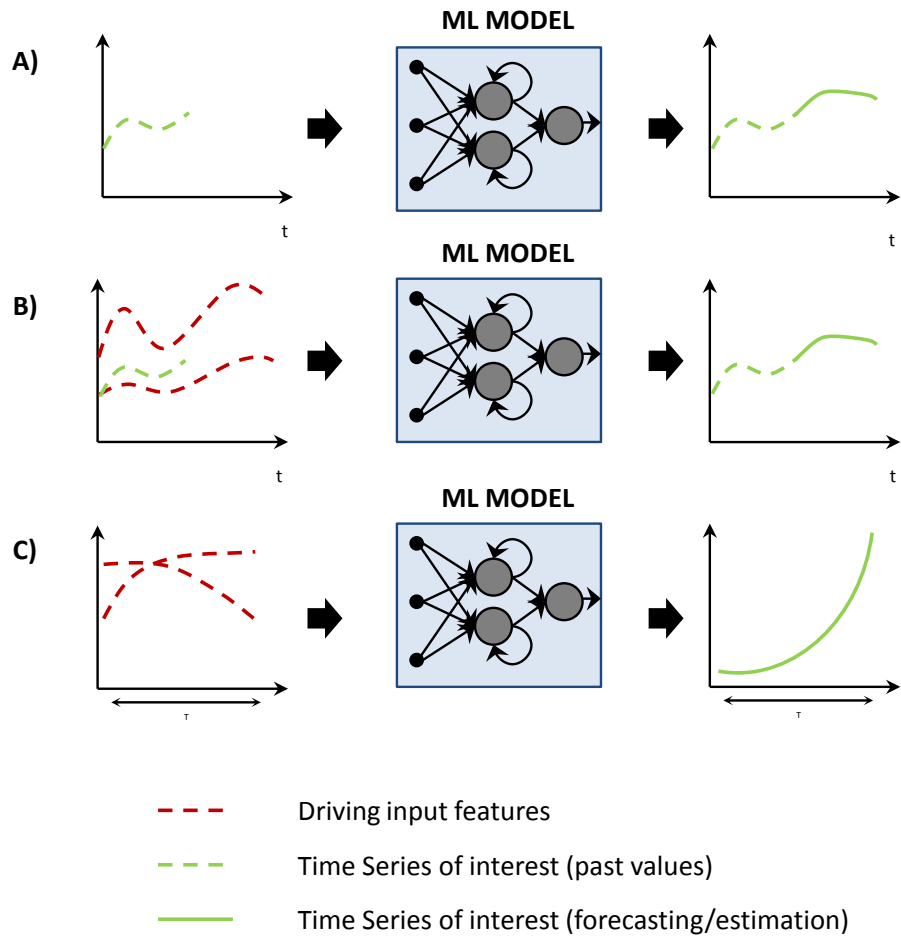 ML MODEL
A)
t
t
ML MODEL
B)
t
t
ML MODEL
C)
T
T
Driving input features
Time Series of interest (past values)
Time Series of interest (forecasting/estimation)